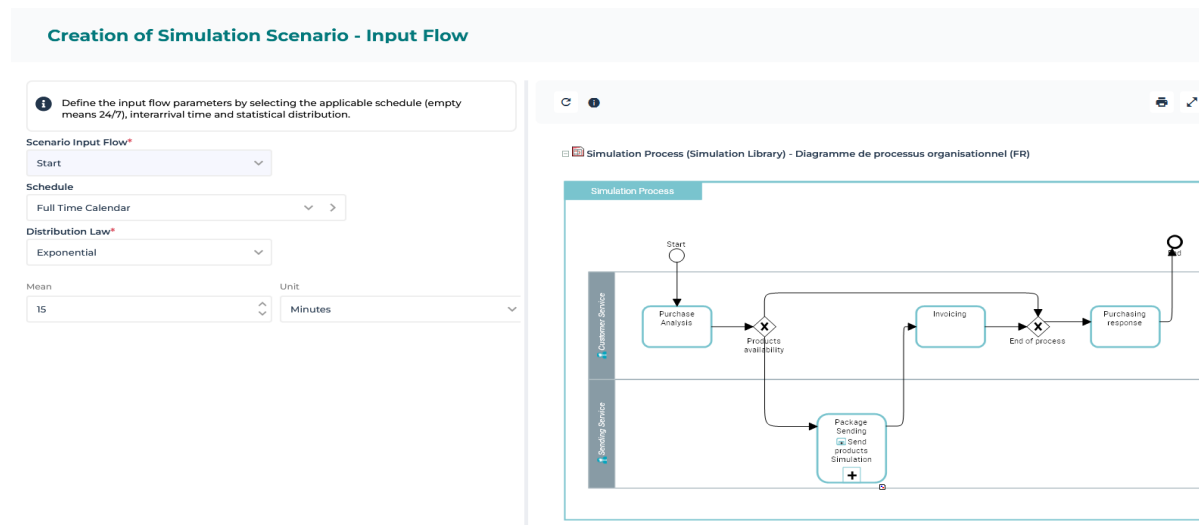 Creation of Simulation Scenario - Input Flow
Define the input flow parameters by selecting the applicable schedule (empty
means 24/7), interarrival time and statistical distribution.
Scenario Input Flow*
Start
Schedule
Full Time Calendar
Distribution Law*
Exponential
Mean
Unit
15
Minutes
Simulation Process (Simulation Library) - Diagramme de processus organisationnel (FR)
Simulation Process
Start
End
Customer Service
Purchase
Analysis
Products
availability
Invoicing
End of process
Purchasing
response
Sending Service
Package
Sending
Send
products
Simulation